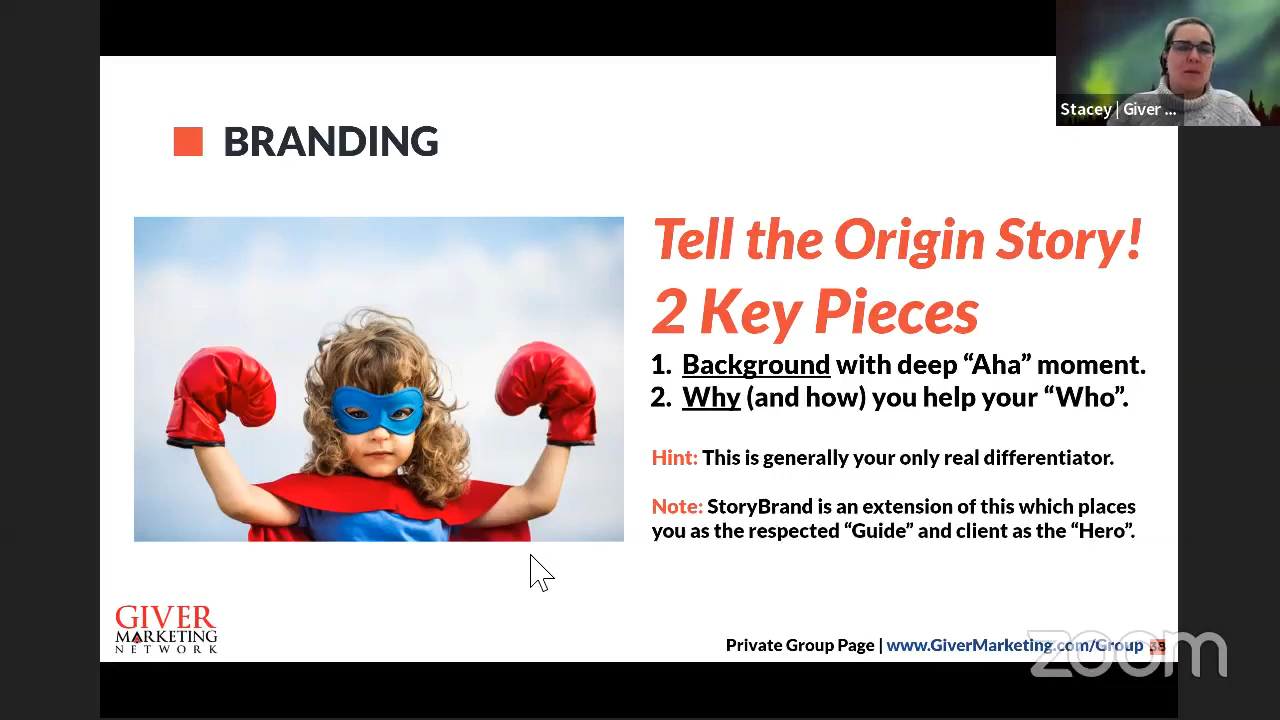 Stacey | Giver ...
BRANDING
Tell the Origin Story!
2 Key Pieces
1. Background with deep “Aha” moment.
2. Why (and how) you help your “Who”.
Hint: This is generally your only real differentiator.
Note: StoryBrand is an extension of this which places
you as the respected “Guide” and client as the “Hero”.
GIVER
MARKETING
NETWORK
Private Group Page | www.GiverMarketing.com/Group 38
zoom